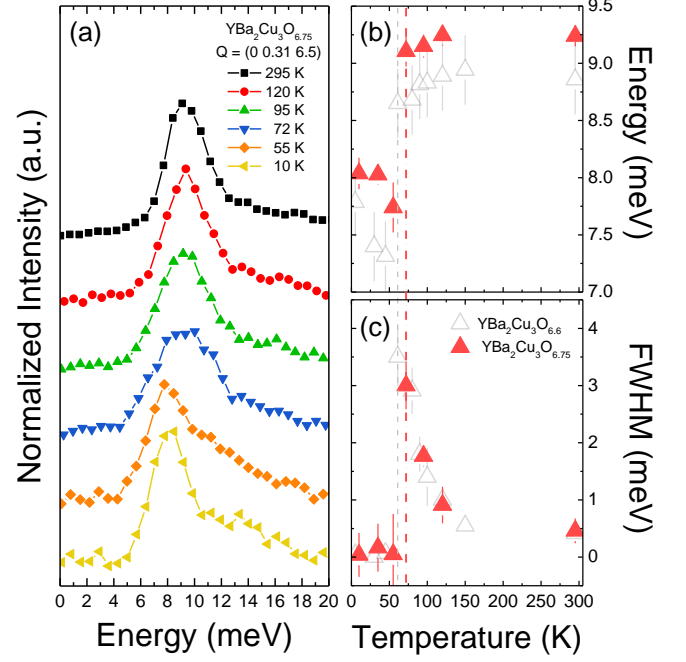 (a)
YBa₂Cu₃O₆.₇₅
Q = (0 0.31 6.5)
295 K
120 K
95 K
72 K
55 K
10 K
Normalized Intensity (a.u.)
0 2 4 6 8 10 12 14 16 18 20
Energy (meV)
(b)
9.5
9.0
8.5
8.0
7.5
7.0
Energy (meV)
(c)
YBa₂Cu₃O₆.₆
YBa₂Cu₃O₆.₇₅
4
3
2
1
0
FWHM (meV)
0 50 100 150 200 250 300
Temperature (K)